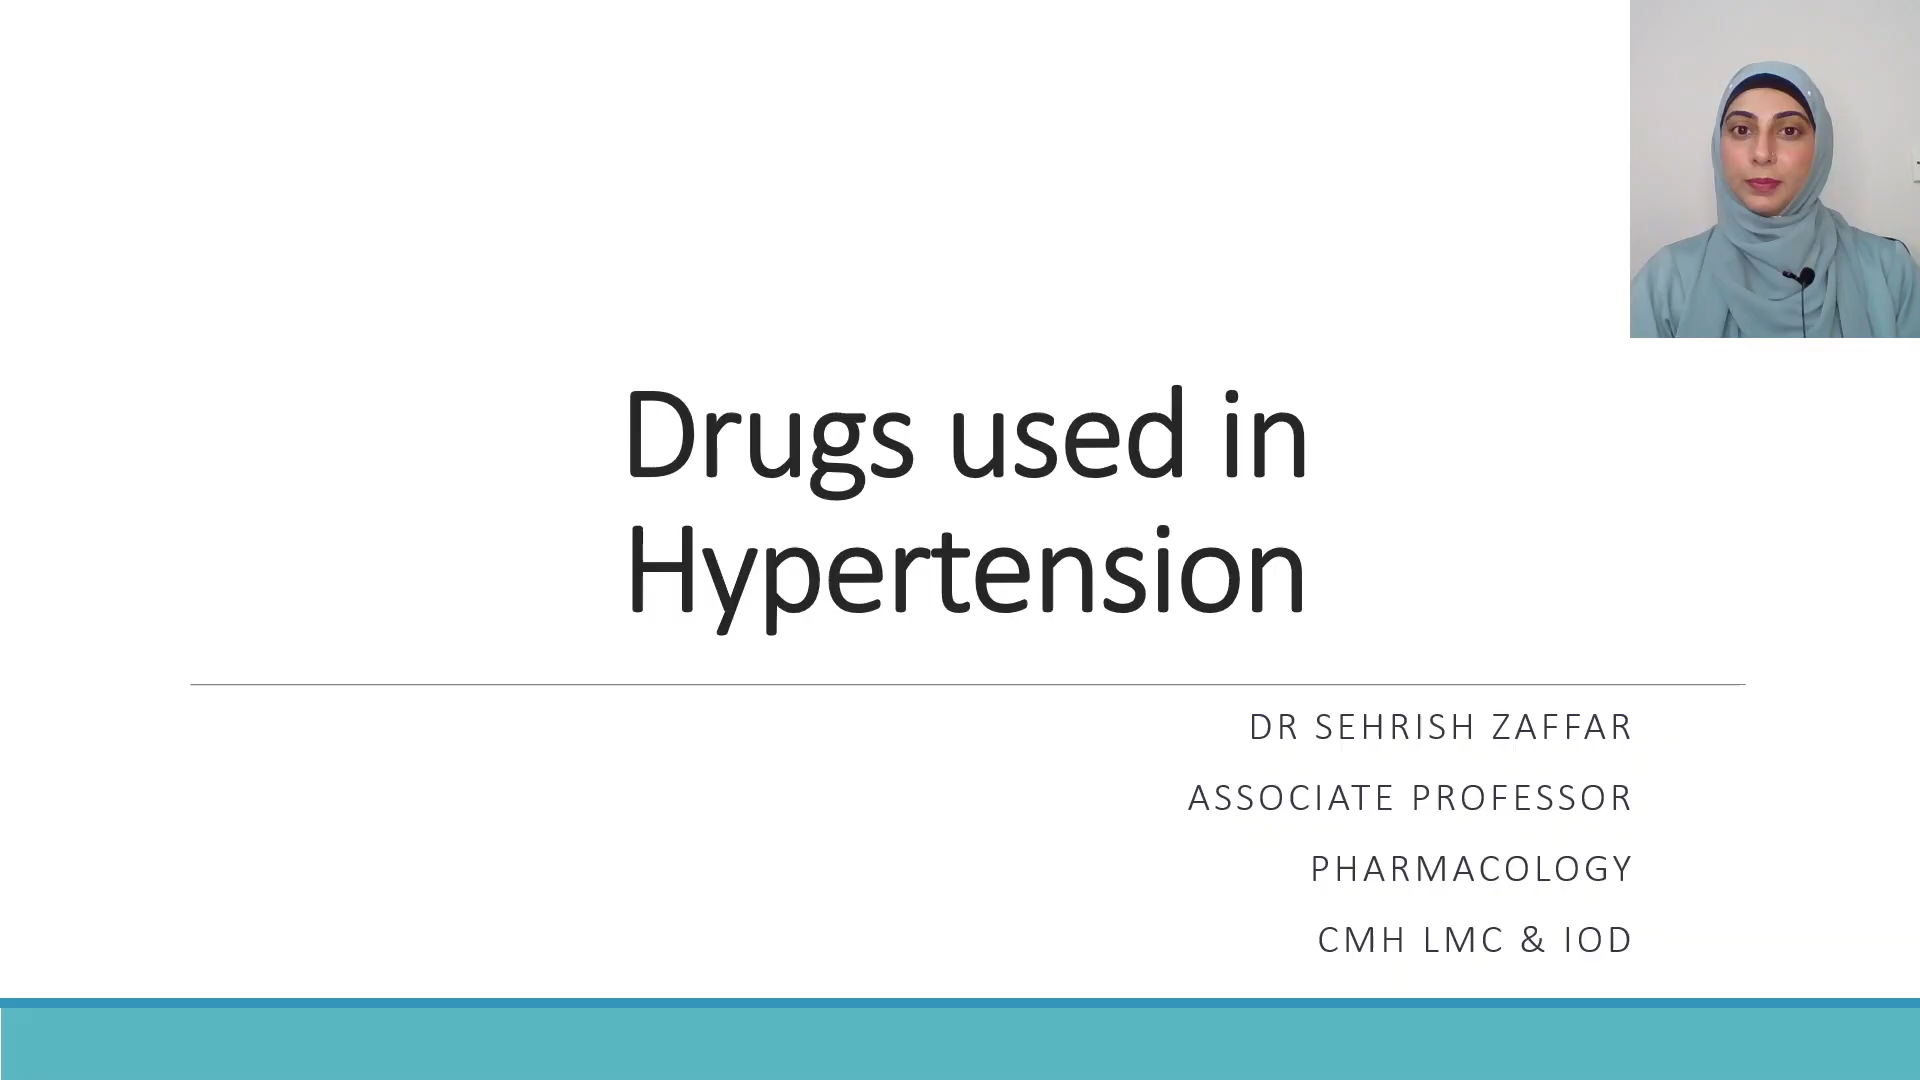 Drugs used in
Hypertension
DR SEHRISH ZAFFAR
ASSOCIATE PROFESSOR
PHARMACOLOGY
CMH LMC & IOD